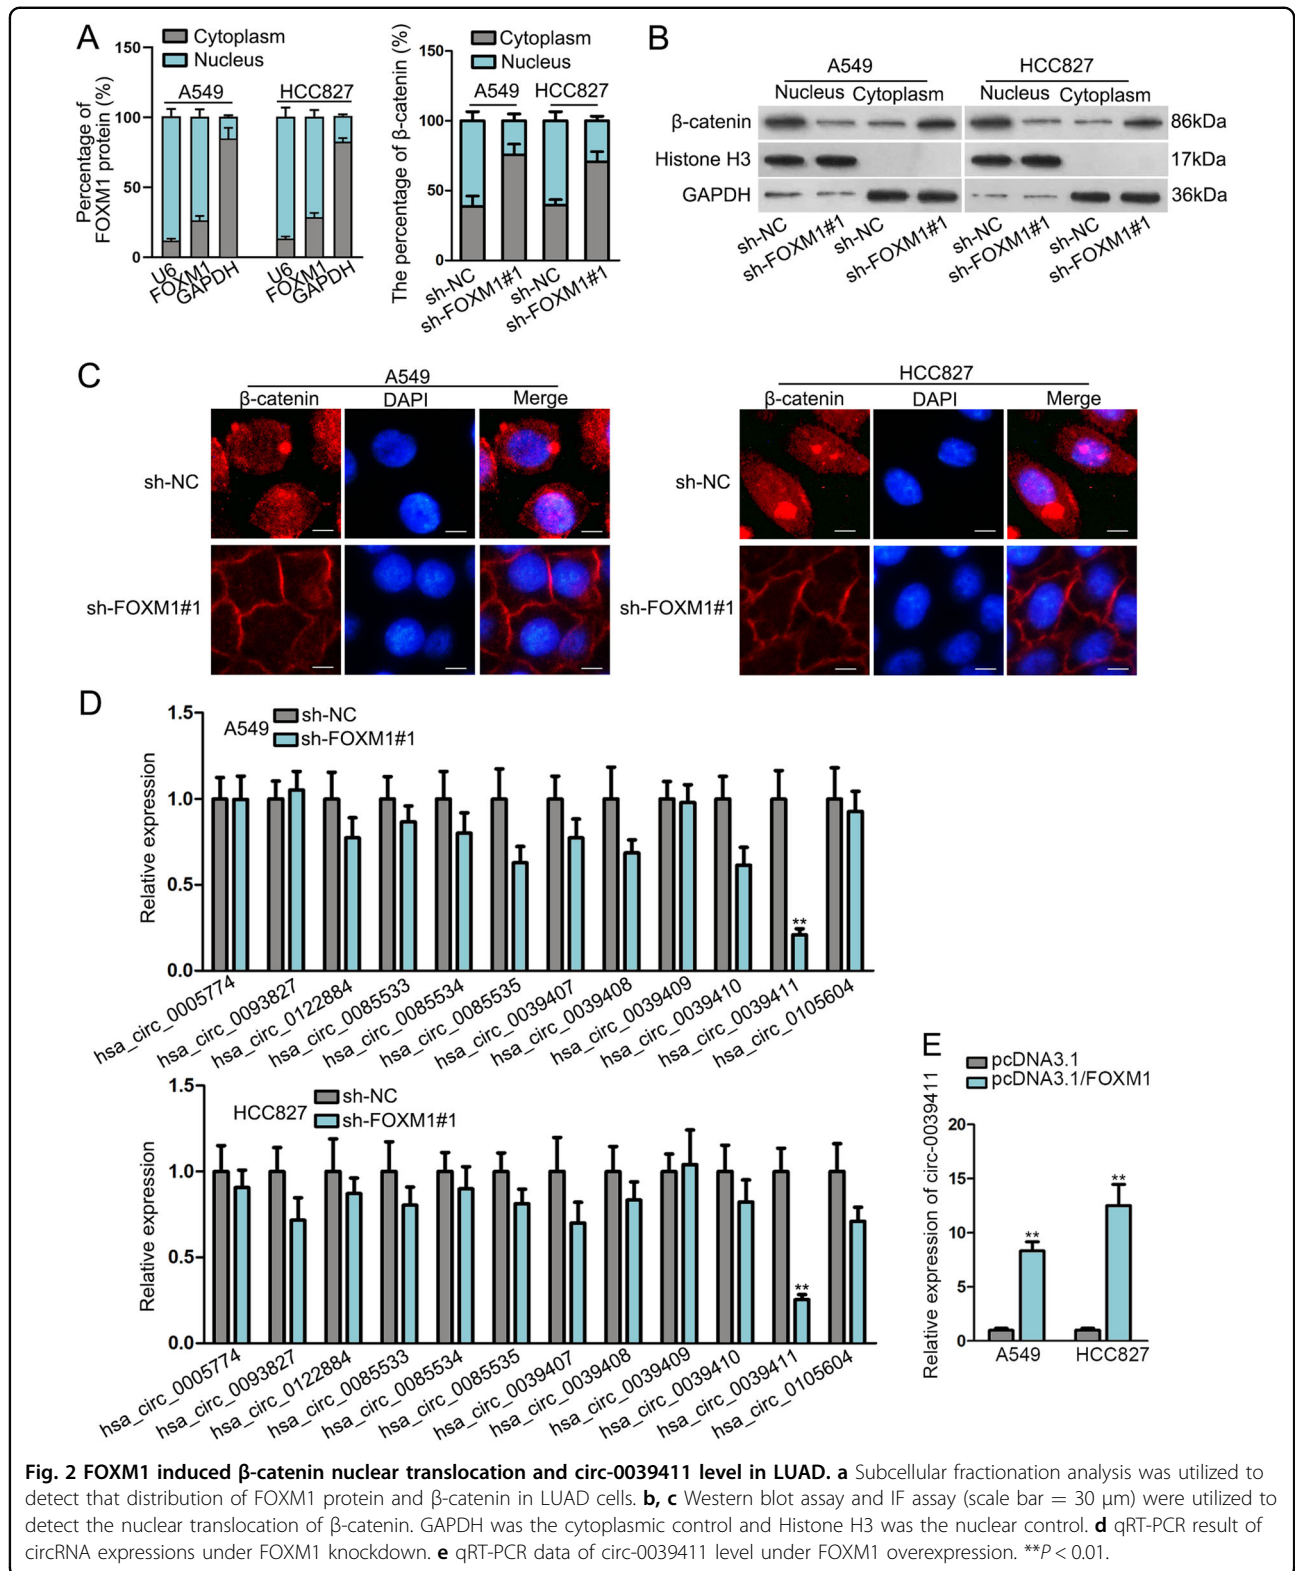 A
150
100
50
0
Percentage of
FOXM1 protein (%)
Cytoplasm
Nucleus
A549
HCC827
U6
FOXM1
GAPDH
U6
FOXM1
GAPDH
The percentage of β-catenin (%)
150
100
50
0
Cytoplasm
Nucleus
A549
HCC827
sh-NC
sh-FOXM1#1
sh-NC
sh-FOXM1#1
B
A549
HCC827
Nucleus Cytoplasm
Nucleus Cytoplasm
β-catenin
86kDa
Histone H3
17kDa
GAPDH
36kDa
sh-NC
sh-FOXM1#1
sh-NC
sh-FOXM1#1
sh-NC
sh-FOXM1#1
sh-NC
sh-FOXM1#1
C
A549
β-catenin DAPI Merge
HCC827
β-catenin DAPI Merge
sh-NC
sh-NC
sh-FOXM1#1
sh-FOXM1#1
D
A549
sh-NC
sh-FOXM1#1
Relative expression
1.5
1.0
0.5
0.0
**
hsa_circ_0005774
hsa_circ_0093827
hsa_circ_0122884
hsa_circ_0085533
hsa_circ_0085534
hsa_circ_0085535
hsa_circ_0039407
hsa_circ_0039408
hsa_circ_0039409
hsa_circ_0039410
hsa_circ_0039411
hsa_circ_0105604
HCC827
sh-NC
sh-FOXM1#1
Relative expression
1.5
1.0
0.5
0.0
**
hsa_circ_0005774
hsa_circ_0093827
hsa_circ_0122884
hsa_circ_0085533
hsa_circ_0085534
hsa_circ_0085535
hsa_circ_0039407
hsa_circ_0039408
hsa_circ_0039409
hsa_circ_0039410
hsa_circ_0039411
hsa_circ_0105604
E
pcDNA3.1
pcDNA3.1/FOXM1
Relative expression of circ-0039411
20
15
10
5
0
**
**
A549
HCC827
Fig. 2 FOXM1 induced β-catenin nuclear translocation and circ-0039411 level in LUAD. a Subcellular fractionation analysis was utilized to
detect that distribution of FOXM1 protein and β-catenin in LUAD cells. b, c Western blot assay and IF assay (scale bar = 30 μm) were utilized to
detect the nuclear translocation of β-catenin. GAPDH was the cytoplasmic control and Histone H3 was the nuclear control. d qRT-PCR result of
circRNA expressions under FOXM1 knockdown. e qRT-PCR data of circ-0039411 level under FOXM1 overexpression. **P < 0.01.